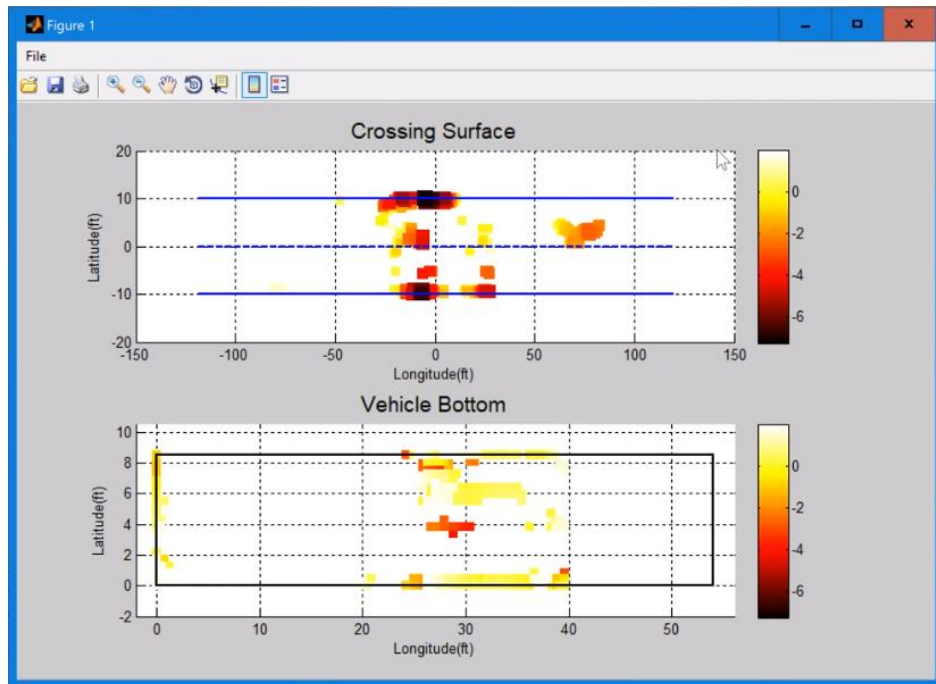 Figure 1
File
Crossing Surface
20
10
0
-10
-20
Latitude(ft)
-150 -100 -50 0 50 100 150
Longitude(ft)
0
-2
-4
-6
Vehicle Bottom
10
8
6
4
2
0
-2
Latitude(ft)
0 10 20 30 40 50
Longitude(ft)
0
-2
-4
-6